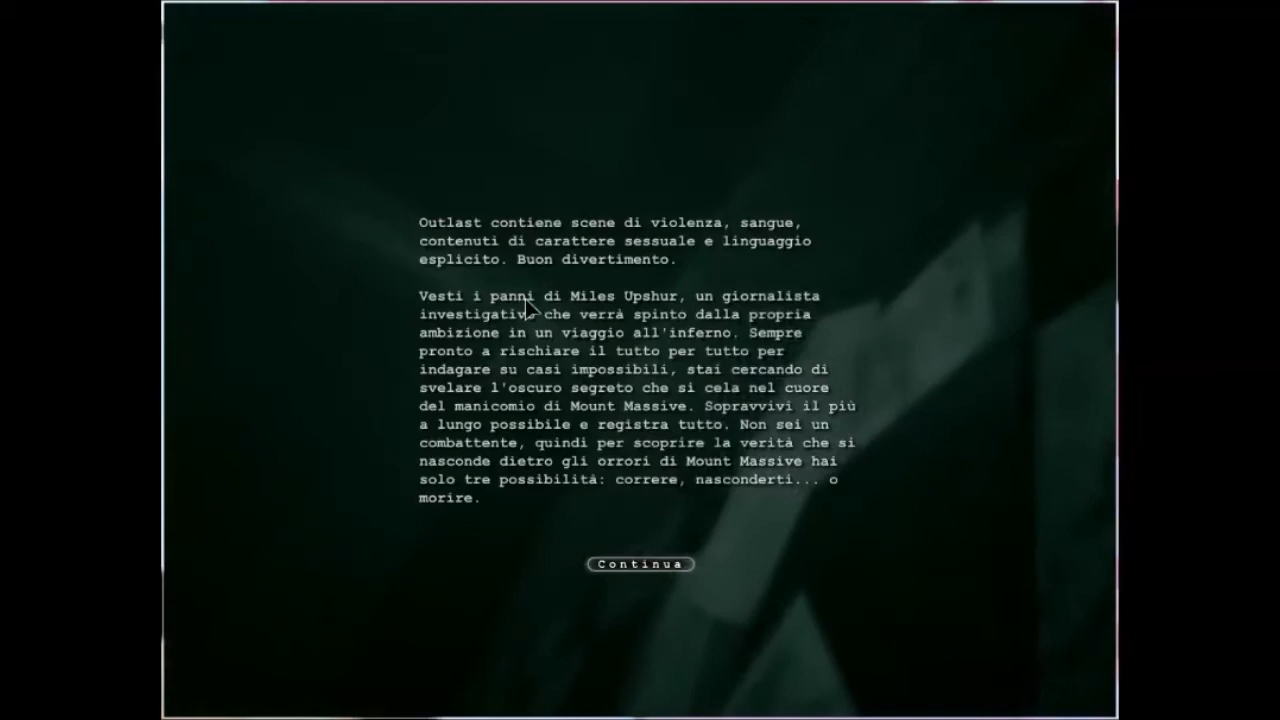 Outlast contiene scene di violenza, sangue,
contenuti di carattere sessuale e linguaggio
esplicito. Buon divertimento.
Vesti i panni di Miles Upshur, un giornalista
investigativo che verrà spinto dalla propria
ambizione in un viaggio all'inferno. Sempre
pronto a rischiare il tutto per tutto per
indagare su casi impossibili, stai cercando di
svelare l'oscuro segreto che si cela nel cuore
del manicomio di Mount Massive. Sopravvivi il più
a lungo possibile e registra tutto. Non sei un
combattente, quindi per scoprire la verità che si
nasconde dietro gli orrori di Mount Massive hai
solo tre possibilità: correre, nasconderti... o
morire.
Continua